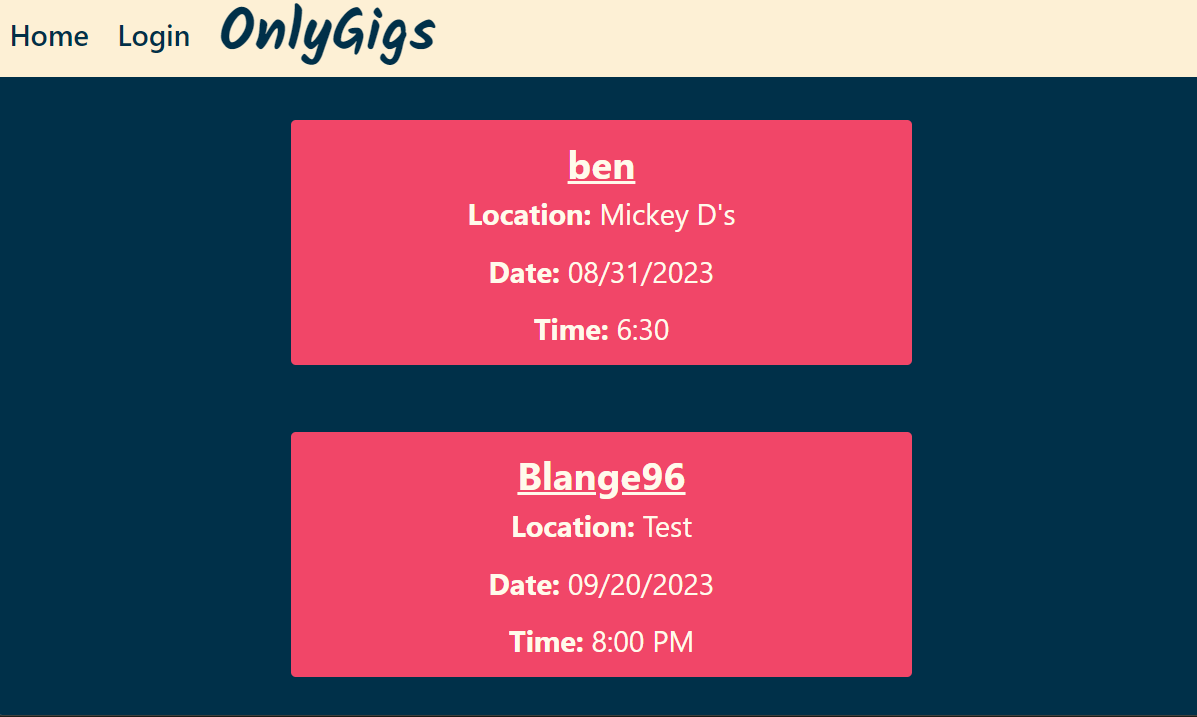 Home Login OnlyGigs
ben
Location: Mickey D's
Date: 08/31/2023
Time: 6:30
Blange96
Location: Test
Date: 09/20/2023
Time: 8:00 PM